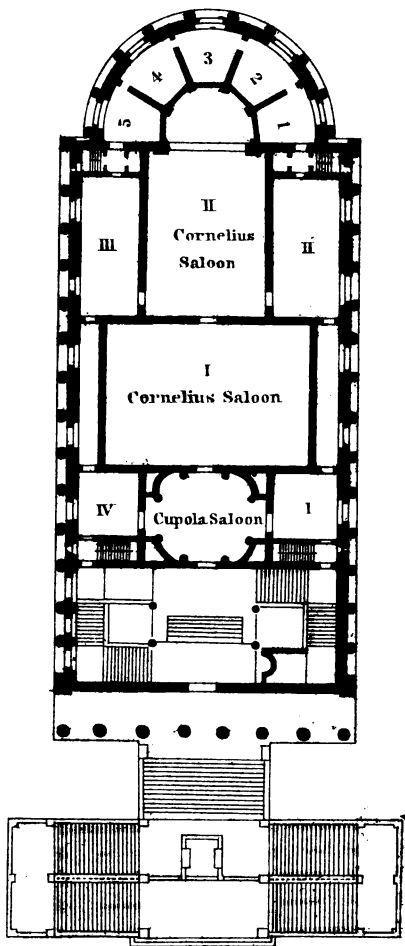 3
4
2
5
1
II
Cornelius
Saloon
III
II
I
Cornelius Saloon
IV
Cupola Saloon
I